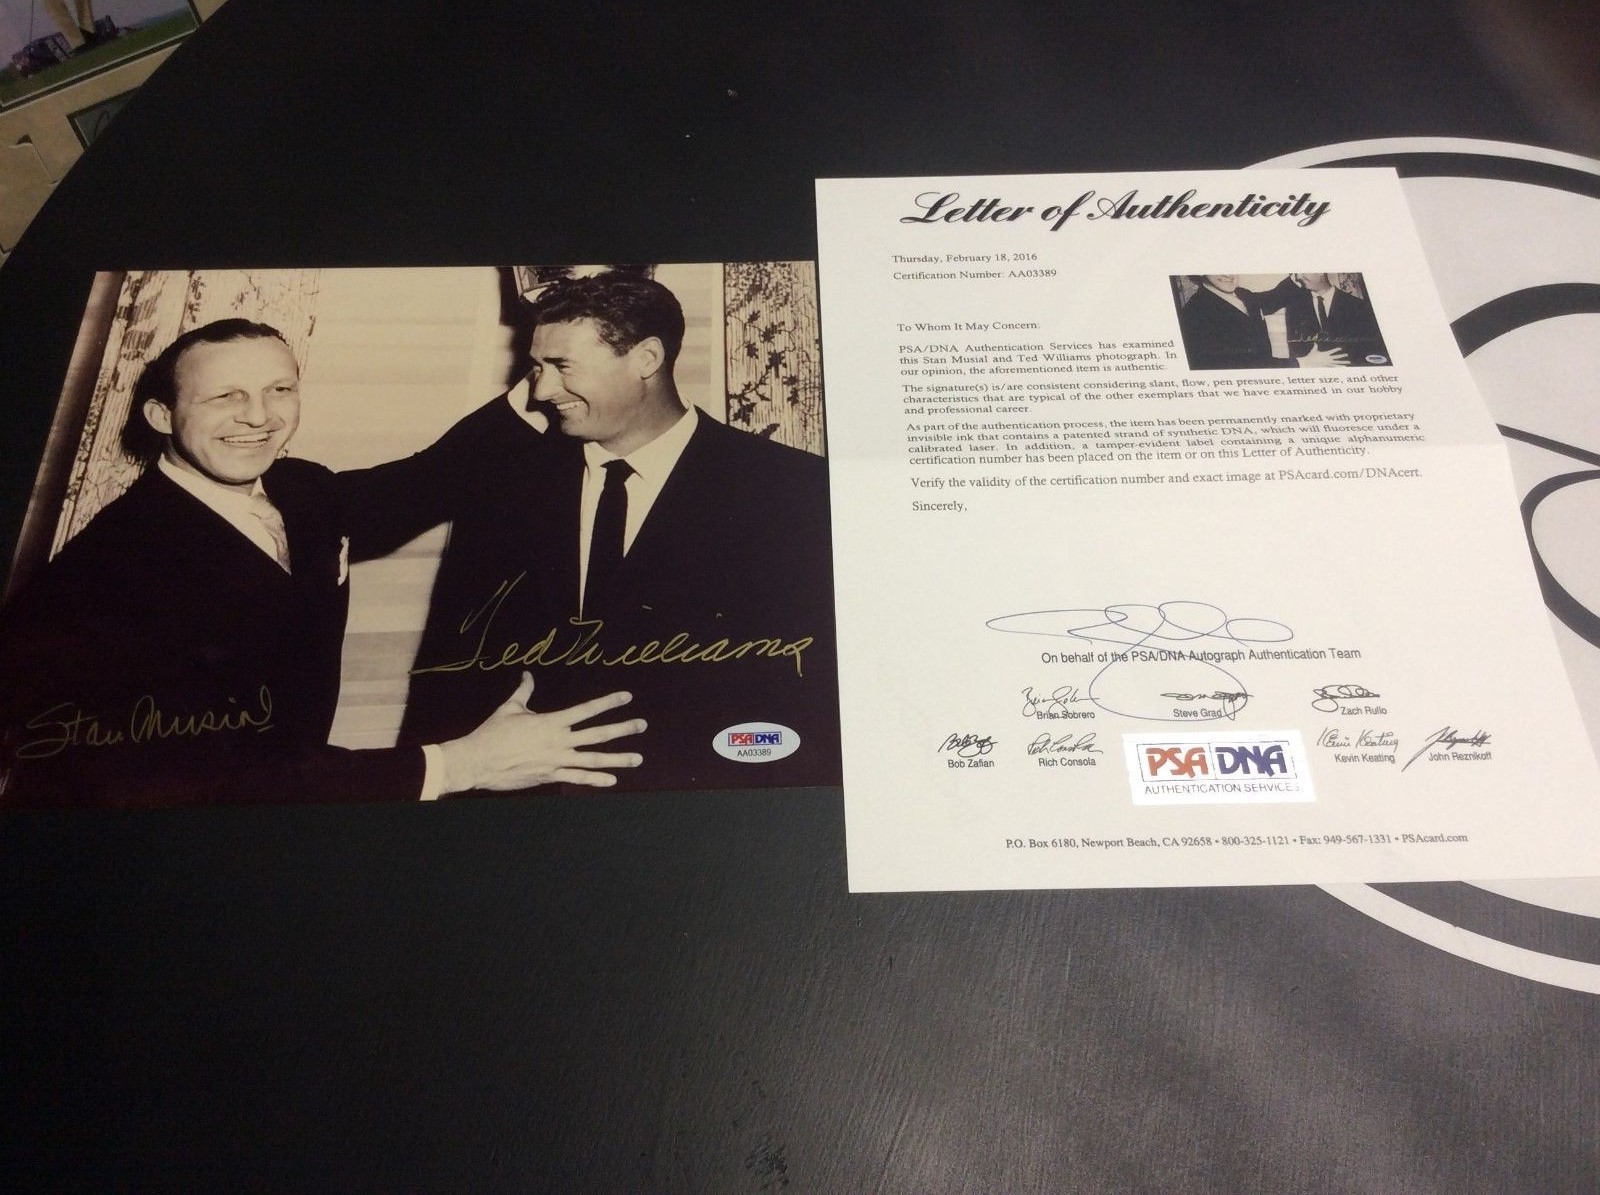 Stan Musial
Ted Williams
PSA DNA
AA03389
Letter of Authenticity
Thursday, February 18, 2016
Certification Number: AA03389
To Whom It May Concern.
PSA/DNA Authentication Services has examined
this Stan Musial and Ted Williams photograph. In
our opinion, the aforementioned item is authentic.
The signature(s) is/are consistent considering slant, flow, pen pressure, letter size, and other
characteristics that are typical of the other exemplars that we have examined in our hobby
and professional career.
As part of the authentication process, the item has been permanently marked with proprietary
invisible ink that contains a patented strand of synthetic DNA, which will fluoresce under a
calibrated laser. In addition, a tamper-evident label containing a unique alphanumeric
certification number has been placed on the item or on this Letter of Authenticity.
Verify the validity of the certification number and exact image at PSAcard.com/DNAcert.
Sincerely,
On behalf of the PSA/DNA Autograph Authentication Team
Brian Sobrero Steve Grad Zach Rullo
Bob Zafian Rich Consola Kevin Keating John Reznikoff
PSA DNA
AUTHENTICATION SERVICES
P.O. Box 6180, Newport Beach, CA 92658 • 800-325-1121 • Fax: 949-567-1331 • PSAcard.com